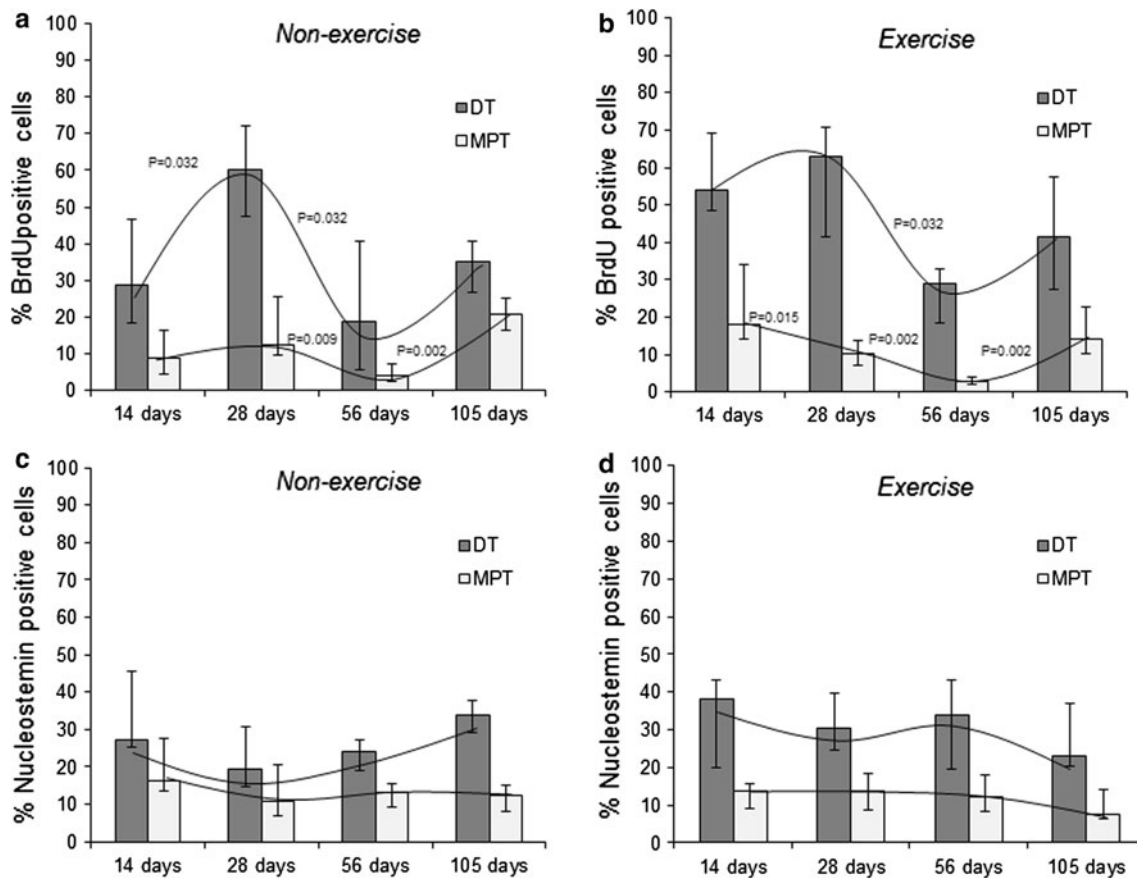 a
Non-exercise
% BrdUpositive cells
100
90
80
70
60
50
40
30
20
10
0
DT
MPT
P=0.032
P=0.032
P=0.009
P=0.002
14 days 28 days 56 days 105 days
b
Exercise
% BrdU positive cells
100
90
80
70
60
50
40
30
20
10
0
DT
MPT
P=0.032
P=0.015
P=0.002
P=0.002
14 days 28 days 56 days 105 days
c
Non-exercise
% Nucleostemin positive cells
100
90
80
70
60
50
40
30
20
10
0
DT
MPT
14 days 28 days 56 days 105 days
d
Exercise
% Nucleostemin positive cells
100
90
80
70
60
50
40
30
20
10
0
DT
MPT
14 days 28 days 56 days 105 days